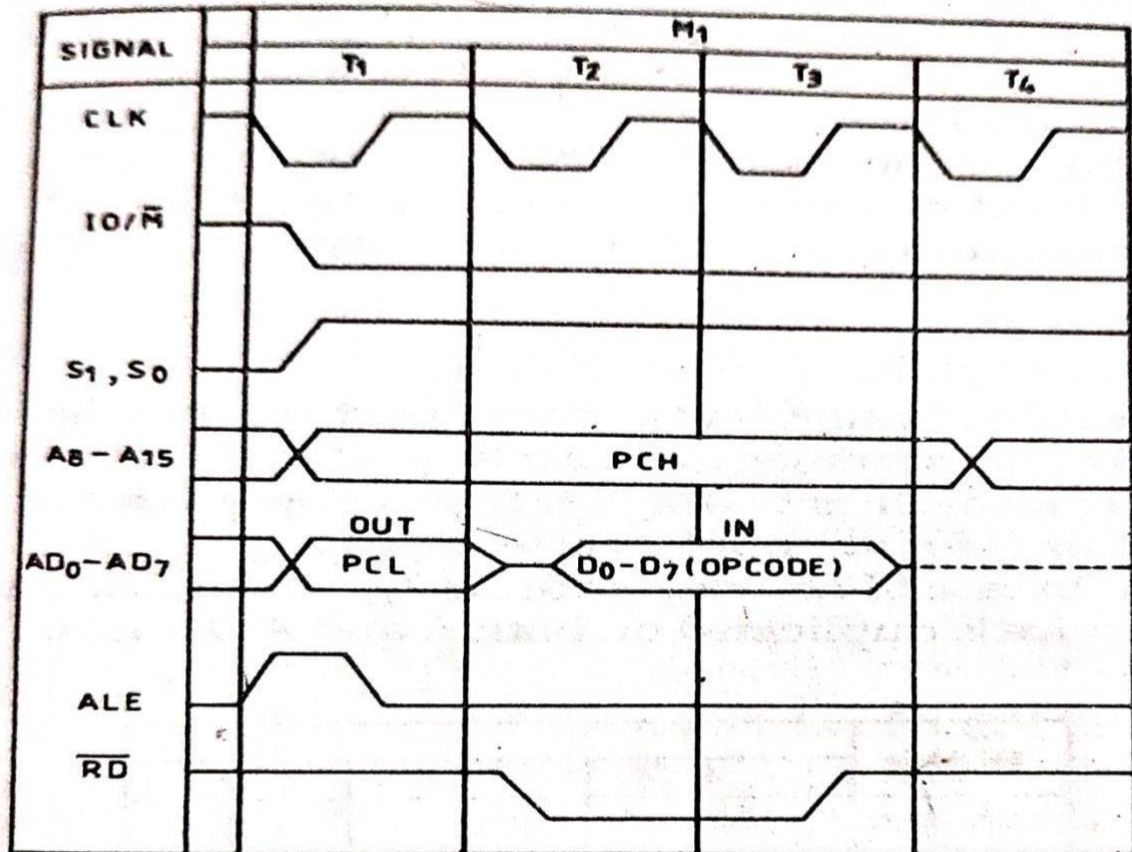 M₁
SIGNAL
T₁ T₂ T₃ T₄
CLK
IO/M̅
S₁, S₀
A₈-A₁₅ PCH
OUT IN
AD₀-AD₇ PCL D₀-D₇(OPCODE)
ALE
R̅D̅